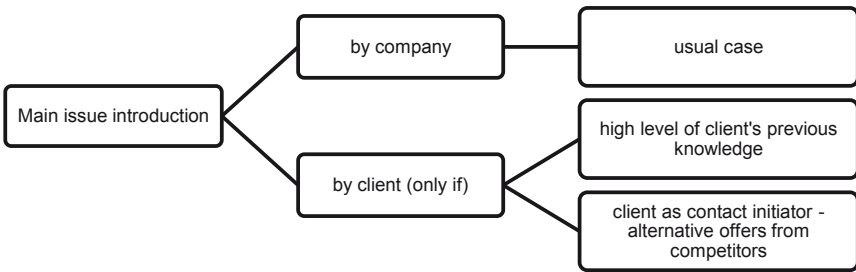 Main issue introduction
by company
usual case
by client (only if)
high level of client's previous
knowledge
client as contact initiator -
alternative offers from
competitors